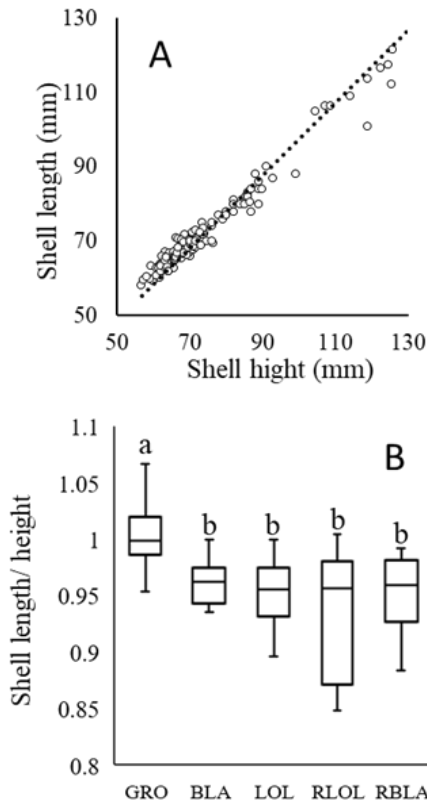 A
Shell length (mm)
130
110
90
70
50
50 70 90 110 130
Shell hight (mm)
B
Shell length/ height
1.1
1.05
1
0.95
0.9
0.85
0.8
a b b b b
GRO BLA LOL RLOL RBLA